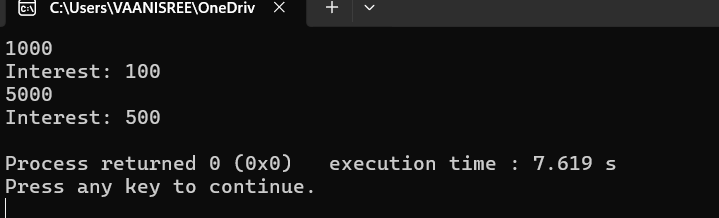 C:\Users\VAANISREE\OneDriv
1000
Interest: 100
5000
Interest: 500
Process returned 0 (0x0)   execution time : 7.619 s
Press any key to continue.